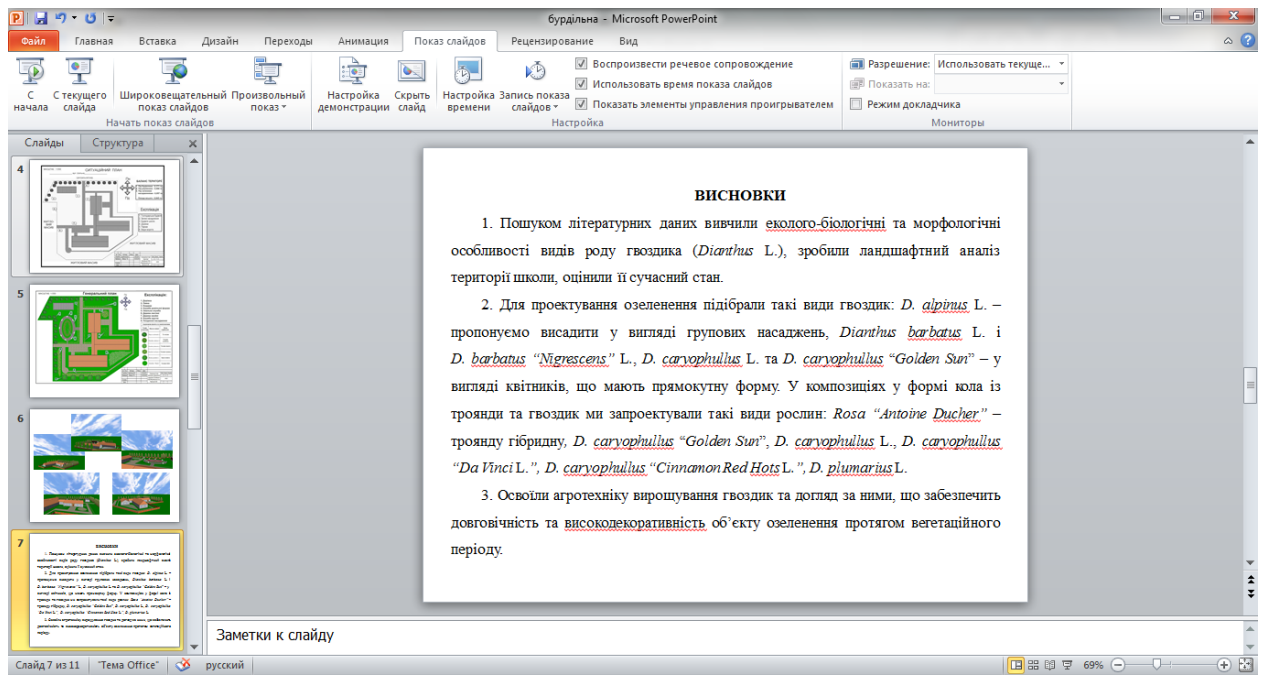 бурдільна - Microsoft PowerPoint
Файл Главная Вставка Дизайн Переходы Анимация Показ слайдов Рецензирование Вид
С начала
С текущего слайда
Широковещательный показ слайдов
Произвольный показ
Начать показ слайдов
Настройка демонстрации
Скрыть слайд
Настройка времени
Запись показа слайдов
Воспроизвести речевое сопровождение
Использовать время показа слайдов
Показать элементы управления проигрывателем
Настройка
Разрешение: Использовать текуще...
Показать на:
Режим докладчика
Мониторы
Слайды Структура
4
5
6
7
ВИСНОВКИ
1. Пошуком літературних даних вивчили еколого-біологічні та морфологічні
особливості видів роду гвоздика (Dianthus L.), зробили ландшафтний аналіз
території школи, оцінили її сучасний стан.
2. Для проектування озеленення підібрали такі види гвоздик: D. alpinus L. –
пропонуємо висадити у вигляді групових насаджень, Dianthus barbatus L. і
D. barbatus “Nigrescens” L., D. caryophullus L. та D. caryophullus “Golden Sun” – у
вигляді квітників, що мають прямокутну форму. У композиціях у формі кола із
троянди та гвоздик ми запроектували такі види рослин: Rosa “Antoine Ducher” –
троянду гібридну, D. caryophullus “Golden Sun”, D. caryophullus L., D. caryophullus
“Da Vinci L.”, D. caryophullus “Cinnamon Red Hots L.”, D. plumarius L.
3. Освоїли агротехніку вирощування гвоздик та догляд за ними, що забезпечить
довговічність та високодекоративність об’єкту озеленення протягом вегетаційного
періоду.
Заметки к слайду
Слайд 7 из 11 "Тема Office" русский 69%